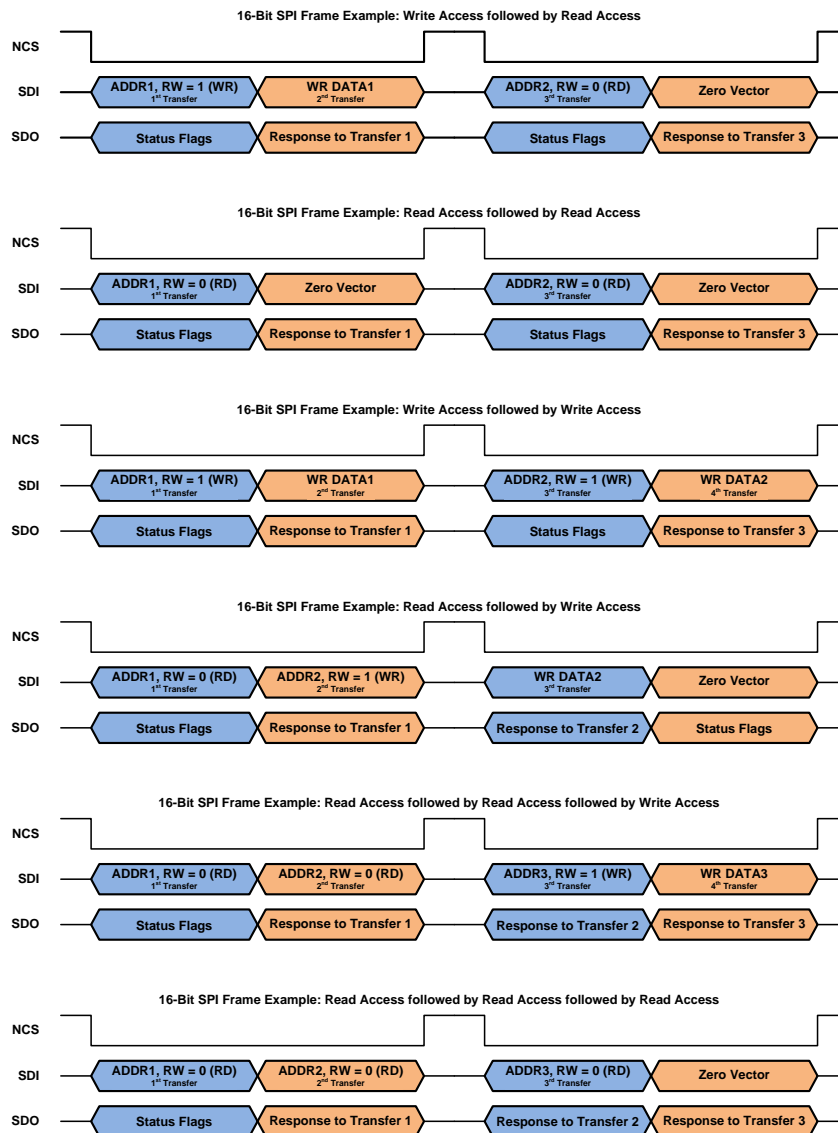 16-Bit SPI Frame Example: Write Access followed by Read Access
NCS
SDI ADDR1, RW = 1 (WR) WR DATA1 ADDR2, RW = 0 (RD) Zero Vector
1st Transfer 2nd Transfer 3rd Transfer
SDO Status Flags Response to Transfer 1 Status Flags Response to Transfer 3
16-Bit SPI Frame Example: Read Access followed by Read Access
NCS
SDI ADDR1, RW = 0 (RD) Zero Vector ADDR2, RW = 0 (RD) Zero Vector
1st Transfer 3rd Transfer
SDO Status Flags Response to Transfer 1 Status Flags Response to Transfer 3
16-Bit SPI Frame Example: Write Access followed by Write Access
NCS
SDI ADDR1, RW = 1 (WR) WR DATA1 ADDR2, RW = 1 (WR) WR DATA2
1st Transfer 2nd Transfer 3rd Transfer 4th Transfer
SDO Status Flags Response to Transfer 1 Status Flags Response to Transfer 3
16-Bit SPI Frame Example: Read Access followed by Write Access
NCS
SDI ADDR1, RW = 0 (RD) ADDR2, RW = 1 (WR) WR DATA2 Zero Vector
1st Transfer 2nd Transfer 3rd Transfer
SDO Status Flags Response to Transfer 1 Response to Transfer 2 Status Flags
16-Bit SPI Frame Example: Read Access followed by Read Access followed by Write Access
NCS
SDI ADDR1, RW = 0 (RD) ADDR2, RW = 0 (RD) ADDR3, RW = 1 (WR) WR DATA3
1st Transfer 2nd Transfer 3rd Transfer 4th Transfer
SDO Status Flags Response to Transfer 1 Response to Transfer 2 Response to Transfer 3
16-Bit SPI Frame Example: Read Access followed by Read Access followed by Read Access
NCS
SDI ADDR1, RW = 0 (RD) ADDR2, RW = 0 (RD) ADDR3, RW = 0 (RD) Zero Vector
1st Transfer 2nd Transfer 3rd Transfer
SDO Status Flags Response to Transfer 1 Response to Transfer 2 Response to Transfer 3